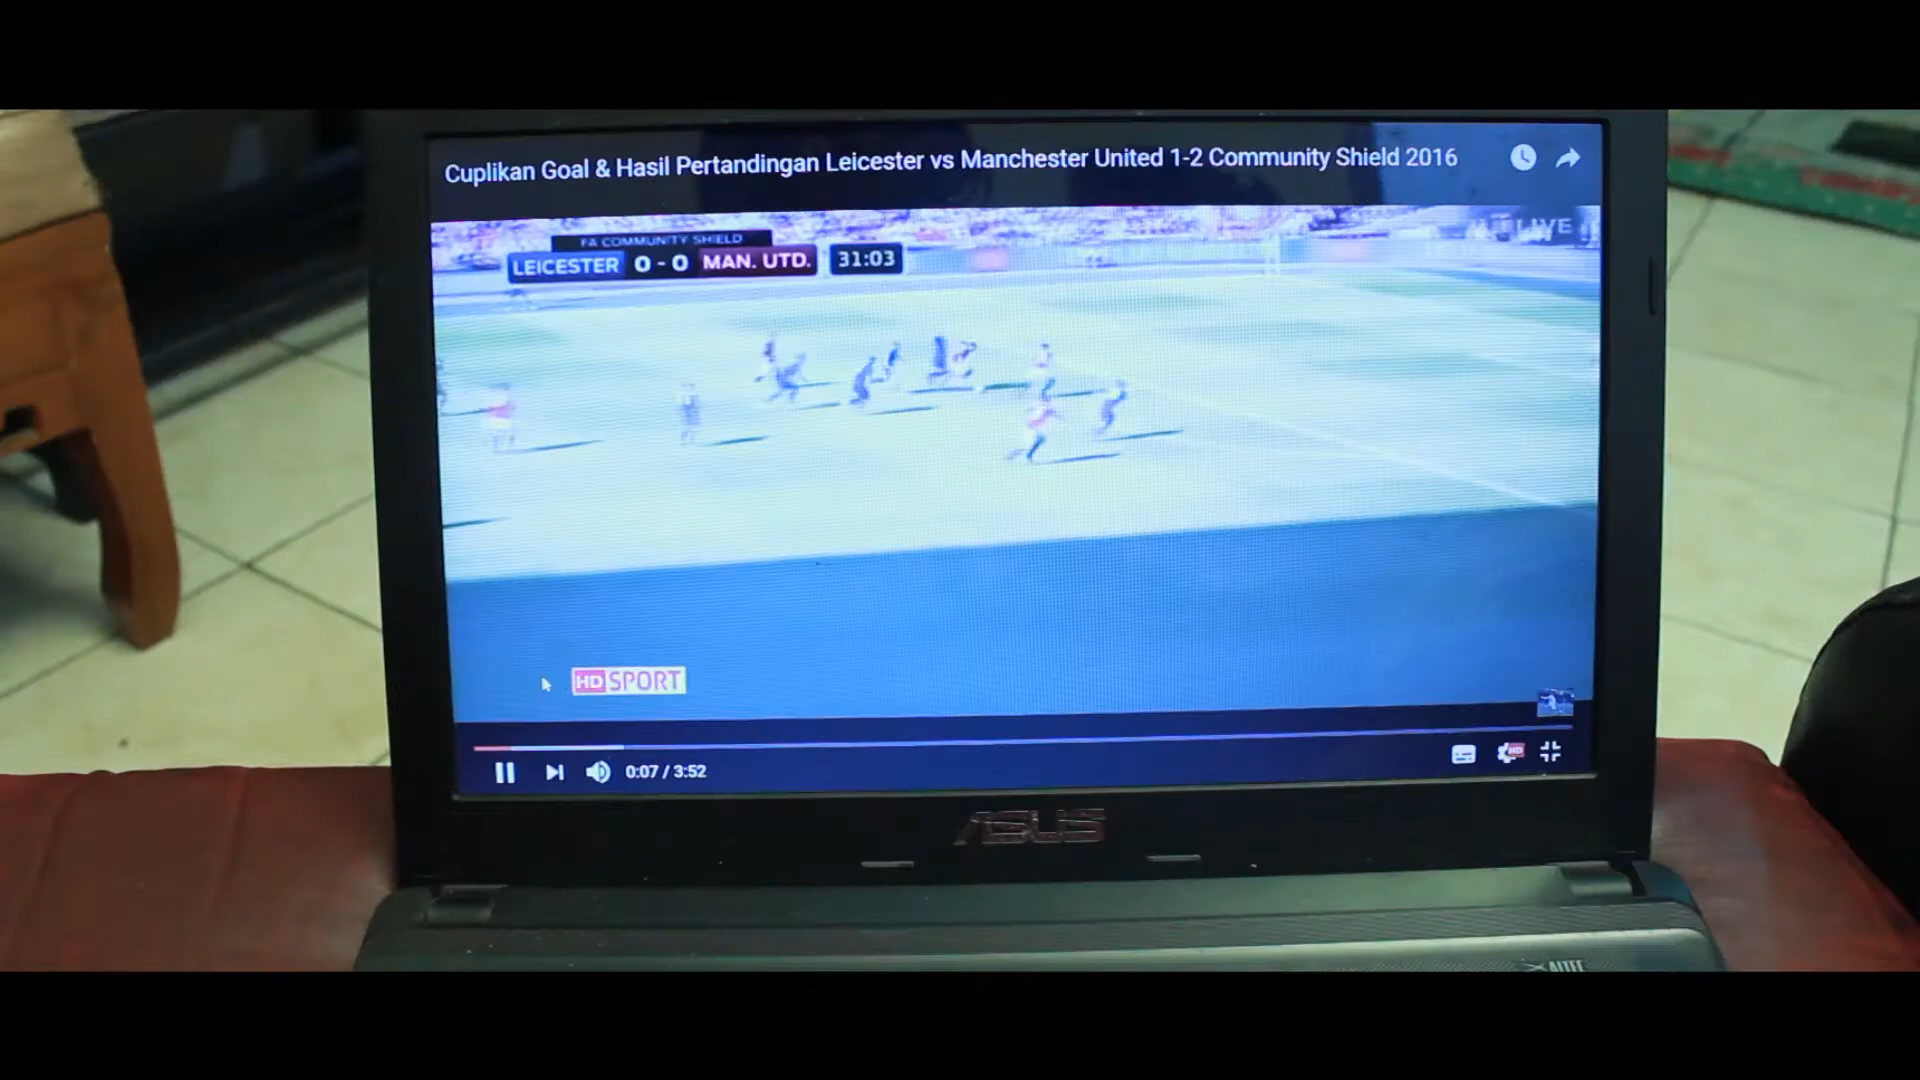 Cuplikan Goal & Hasil Pertandingan Leicester vs Manchester United 1-2 Community Shield 2016
FA COMMUNITY SHIELD
LEICESTER 0 - 0 MAN. UTD. 31:03
LIVE
HD SPORT
0:07 / 3:52
HD
ASUS